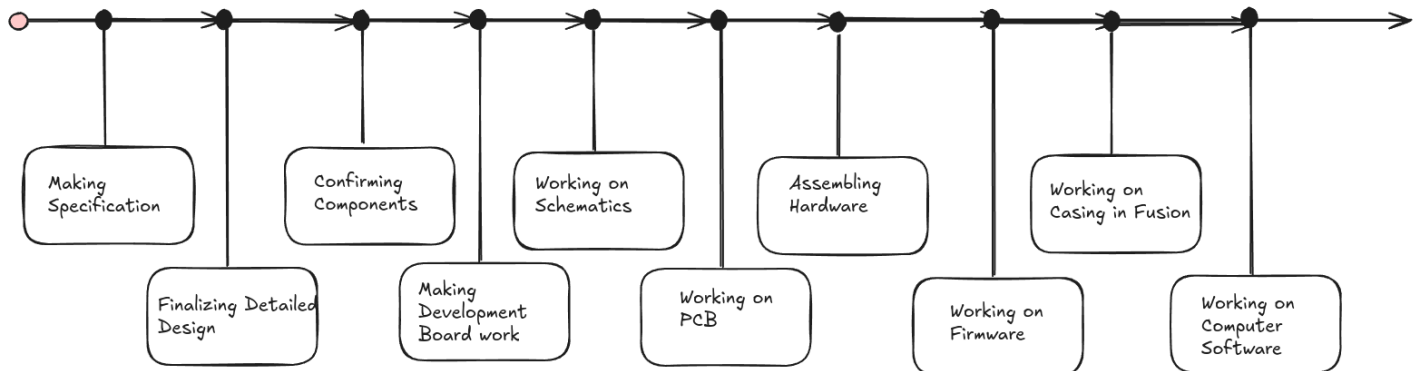 Making
Specification
Finalizing Detailed
Design
Confirming
Components
Making
Development
Board work
Working on
Schematics
Working on
PCB
Assembling
Hardware
Working on
Firmware
Working on
Casing in Fusion
Working on
Computer
Software